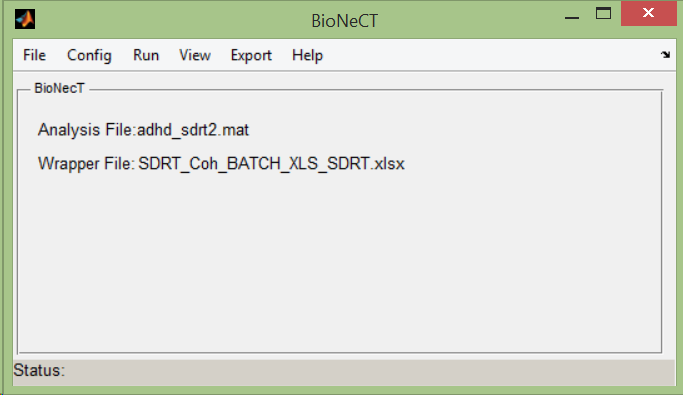 BioNeCT
File Config Run View Export Help
BioNecT
Analysis File:adhd_sdrt2.mat
Wrapper File: SDRT_Coh_BATCH_XLS_SDRT.xlsx
Status: